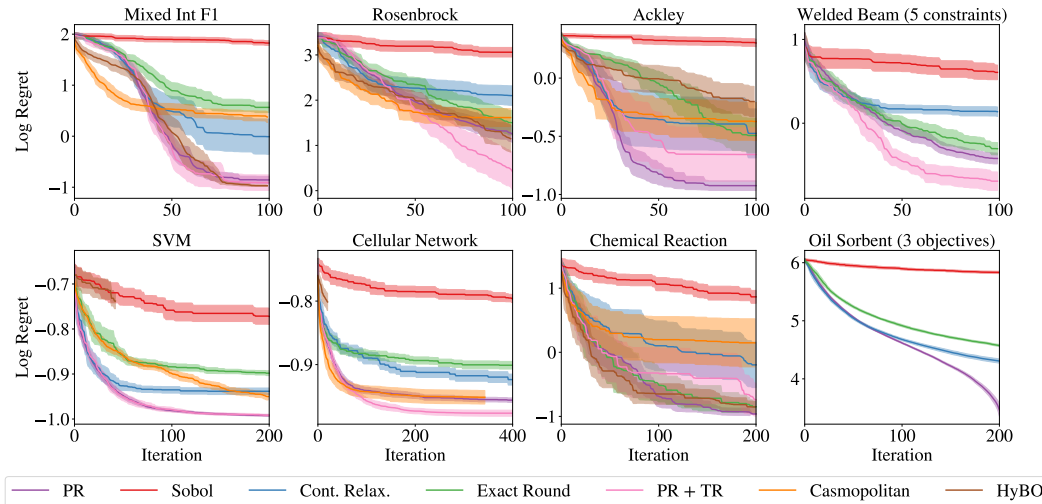 Mixed Int F1
Rosenbrock
Ackley
Welded Beam (5 constraints)
Log Regret
2
1
0
−1
0
50
100
3
2
1
0
0
50
100
0.0
−0.5
−1.0
0
50
100
1
0
0
50
100
SVM
Cellular Network
Chemical Reaction
Oil Sorbent (3 objectives)
Log Regret
−0.7
−0.8
−0.9
−1.0
0
100
200
Iteration
−0.8
−0.9
0
200
400
Iteration
1
0
−1
0
100
200
Iteration
6
5
4
0
100
200
Iteration
PR
Sobol
Cont. Relax.
Exact Round
PR + TR
Casmopolitan
HyBO